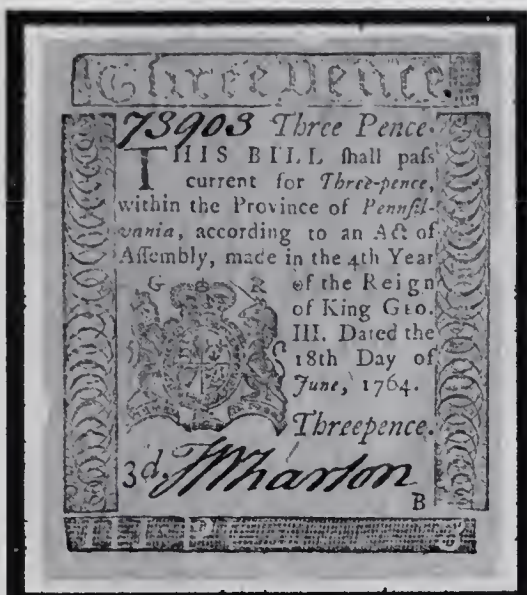 Threepence
73903 Three Pence.
THIS BILL ſhall paſs
current for Three-pence,
within the Province of Pennſil-
vania, according to an Act of
Aſſembly, made in the 4th Year
G R of the Reign
of King GEO.
III. Dated the
18th Day of
June, 1764.
Threepence.
3d. Wharton
B